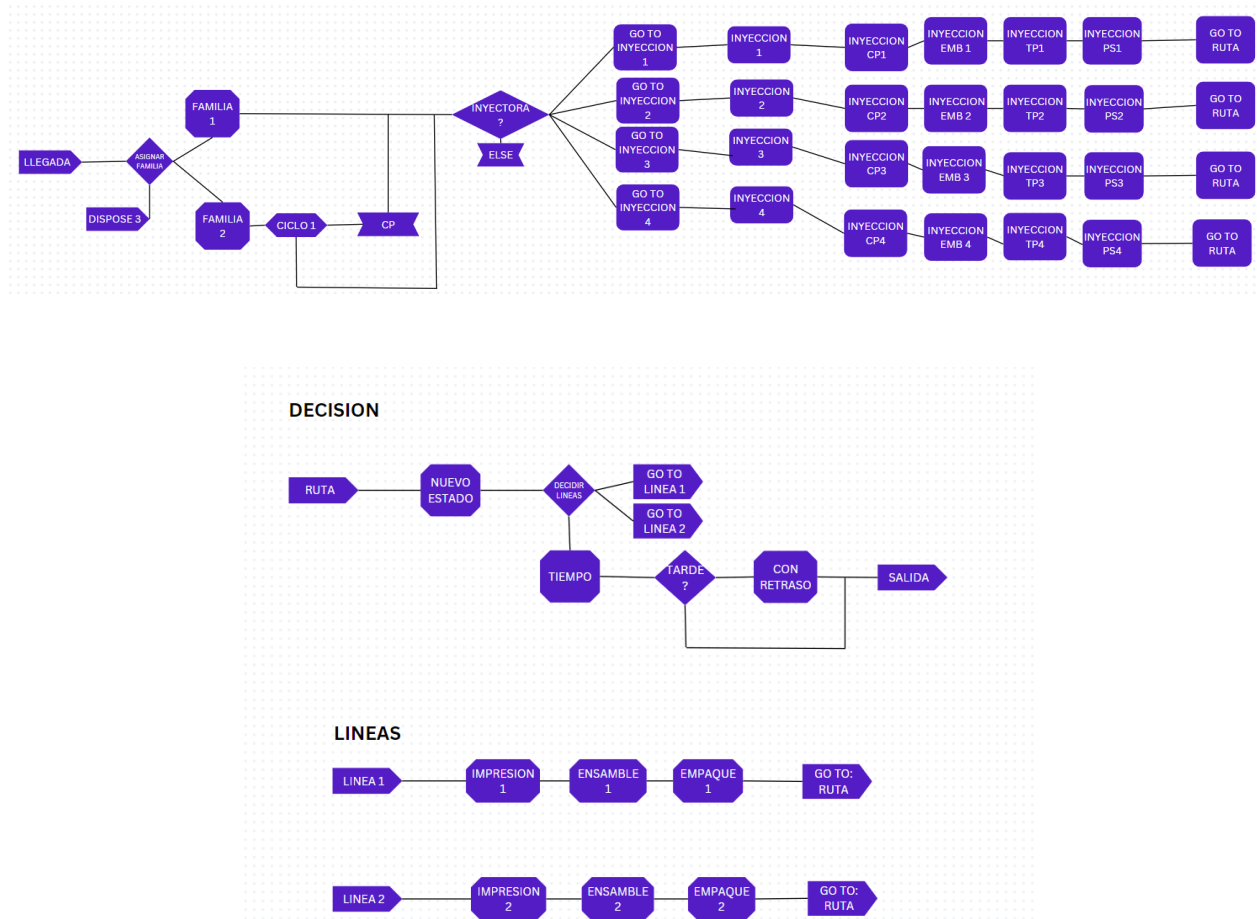 LLEGADA
ASIGNAR
FAMILIA
DISPOSE 3
FAMILIA
1
FAMILIA
2
CICLO 1
CP
INYECTORA
?
ELSE
GO TO
INYECCION
1
INYECCION
1
INYECCION
CP1
INYECCION
EMB 1
INYECCION
TP1
INYECCION
PS1
GO TO
RUTA
GO TO
INYECCION
2
INYECCION
2
INYECCION
CP2
INYECCION
EMB 2
INYECCION
TP2
INYECCION
PS2
GO TO
RUTA
GO TO
INYECCION
3
INYECCION
3
INYECCION
CP3
INYECCION
EMB 3
INYECCION
TP3
INYECCION
PS3
GO TO
RUTA
GO TO
INYECCION
4
INYECCION
4
INYECCION
CP4
INYECCION
EMB 4
INYECCION
TP4
INYECCION
PS4
GO TO
RUTA
DECISION
RUTA
NUEVO
ESTADO
DECIDIR
LINEAS
GO TO
LINEA 1
GO TO
LINEA 2
TIEMPO
TARDE
?
CON
RETRASO
SALIDA
LINEAS
LINEA 1
IMPRESION
1
ENSAMBLE
1
EMPAQUE
1
GO TO:
RUTA
LINEA 2
IMPRESION
2
ENSAMBLE
2
EMPAQUE
2
GO TO:
RUTA